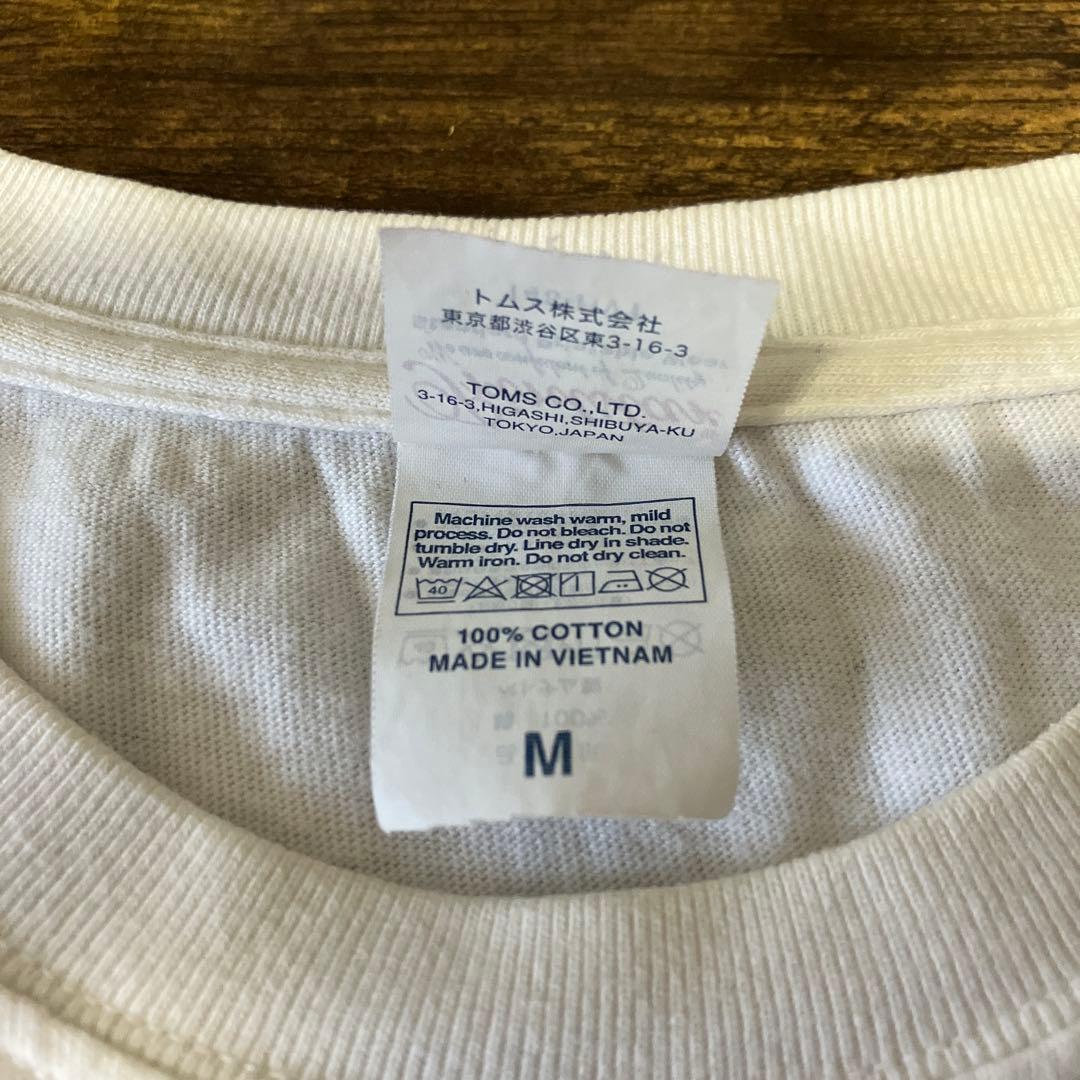 トムス株式会社
東京都渋谷区東3-16-3
TOMS CO.,LTD.
3-16-3,HIGASHI,SHIBUYA-KU
TOKYO,JAPAN
Machine wash warm, mild
process. Do not bleach. Do not
tumble dry. Line dry in shade.
Warm iron. Do not dry clean.
40
100% COTTON
MADE IN VIETNAM
M